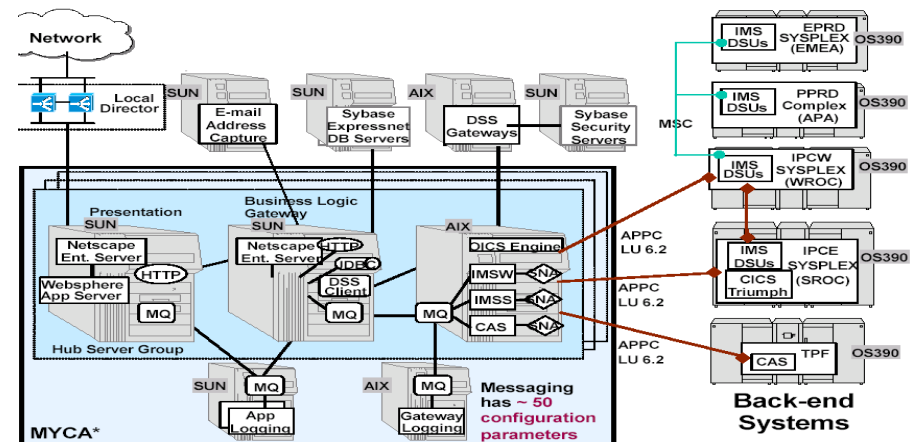 Network
Local
Director
SUN
E-mail
Address
Capture
SUN
Sybase
Expressnet
DB Servers
AIX
DSS
Gateways
SUN
Sybase
Security
Servers
MSC
IMS
DSUs
EPRD
SYSPLEX
(EMEA)
OS390
IMS
DSUs
PPRD
Complex
(APA)
OS390
IMS
DSUs
IPCW
SYSPLEX
(WROC)
OS390
IMS
DSUs
CICS
Triumph
IPCE
SYSPLEX
(SROC)
OS390
CAS
TPF
OS390
Back-end
Systems
APPC
LU 6.2
APPC
LU 6.2
APPC
LU 6.2
Presentation
SUN
Netscape
Ent. Server
Websphere
App Server
HTTP
MQ
Hub Server Group
Business Logic
Gateway
SUN
Netscape
Ent. Server
HTTP
JDBC
DSS
Client
MQ
AIX
OICS Engine
MQ
IMSW
SNA
IMSS
SNA
CAS
SNA
SUN
MQ
App
Logging
AIX
MQ
Gateway
Logging
Messaging
has ~ 50
configuration
parameters
MYCA*